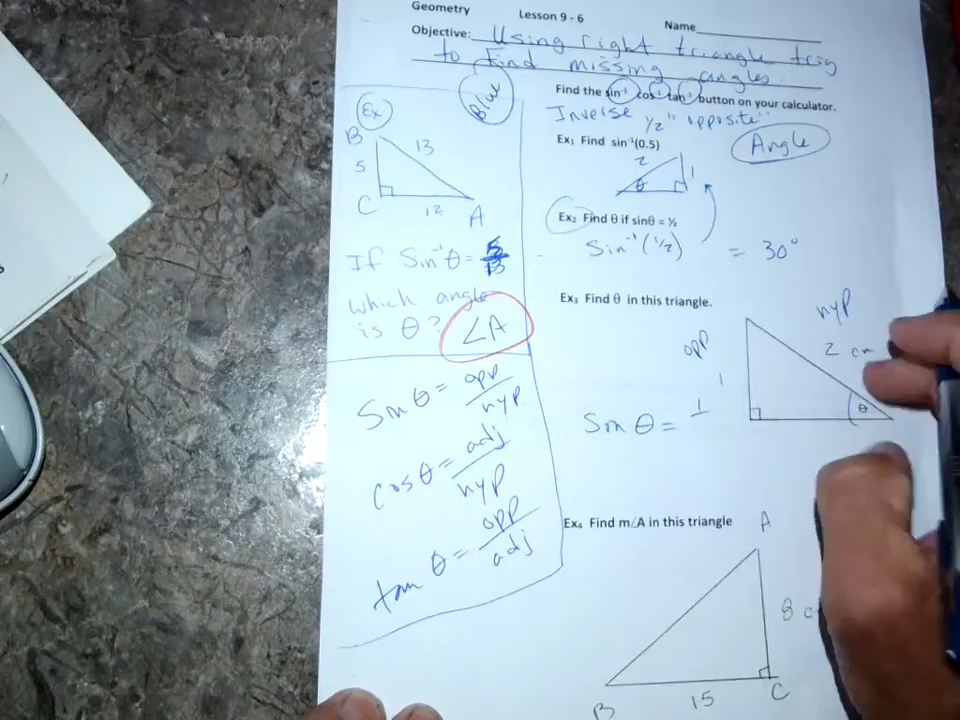 Geometry Lesson 9 - 6 Name
Objective: Using right triangle trig
to find missing angles.
Find the sin⁻¹ cos⁻¹ tan⁻¹ button on your calculator.
Inverse "opposite"
Ex1 Find sin⁻¹(0.5)
1/2
Angle
2
1
θ
Ex2 Find θ if sinθ = ½
Sin⁻¹(1/2) = 30°
Ex3 Find θ in this triangle.
hyp
opp
2 cm
1
θ
Sin θ = 1
Ex4 Find m∠A in this triangle
A
8 c
B
15
C
Ex
Blue
B
13
5
C
12
A
If Sin⁻¹θ = 5/13
which angle
is θ? ∠A
Sin θ = opp/hyp
cos θ = adj/hyp
tan θ = opp/adj